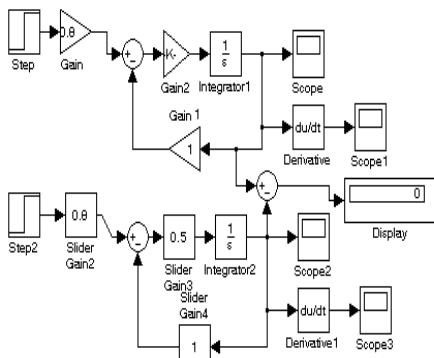 0.8
+
-
-K-
1
s
Step
Gain
Gain2
Integrator1
Scope
Gain 1
1
du/dt
Derivative
Scope1
+
-
0
Display
0.8
+
-
0.5
1
s
Step2
Slider
Gain2
Slider
Gain3
Integrator2
Scope2
Slider
Gain4
1
du/dt
Derivative1
Scope3